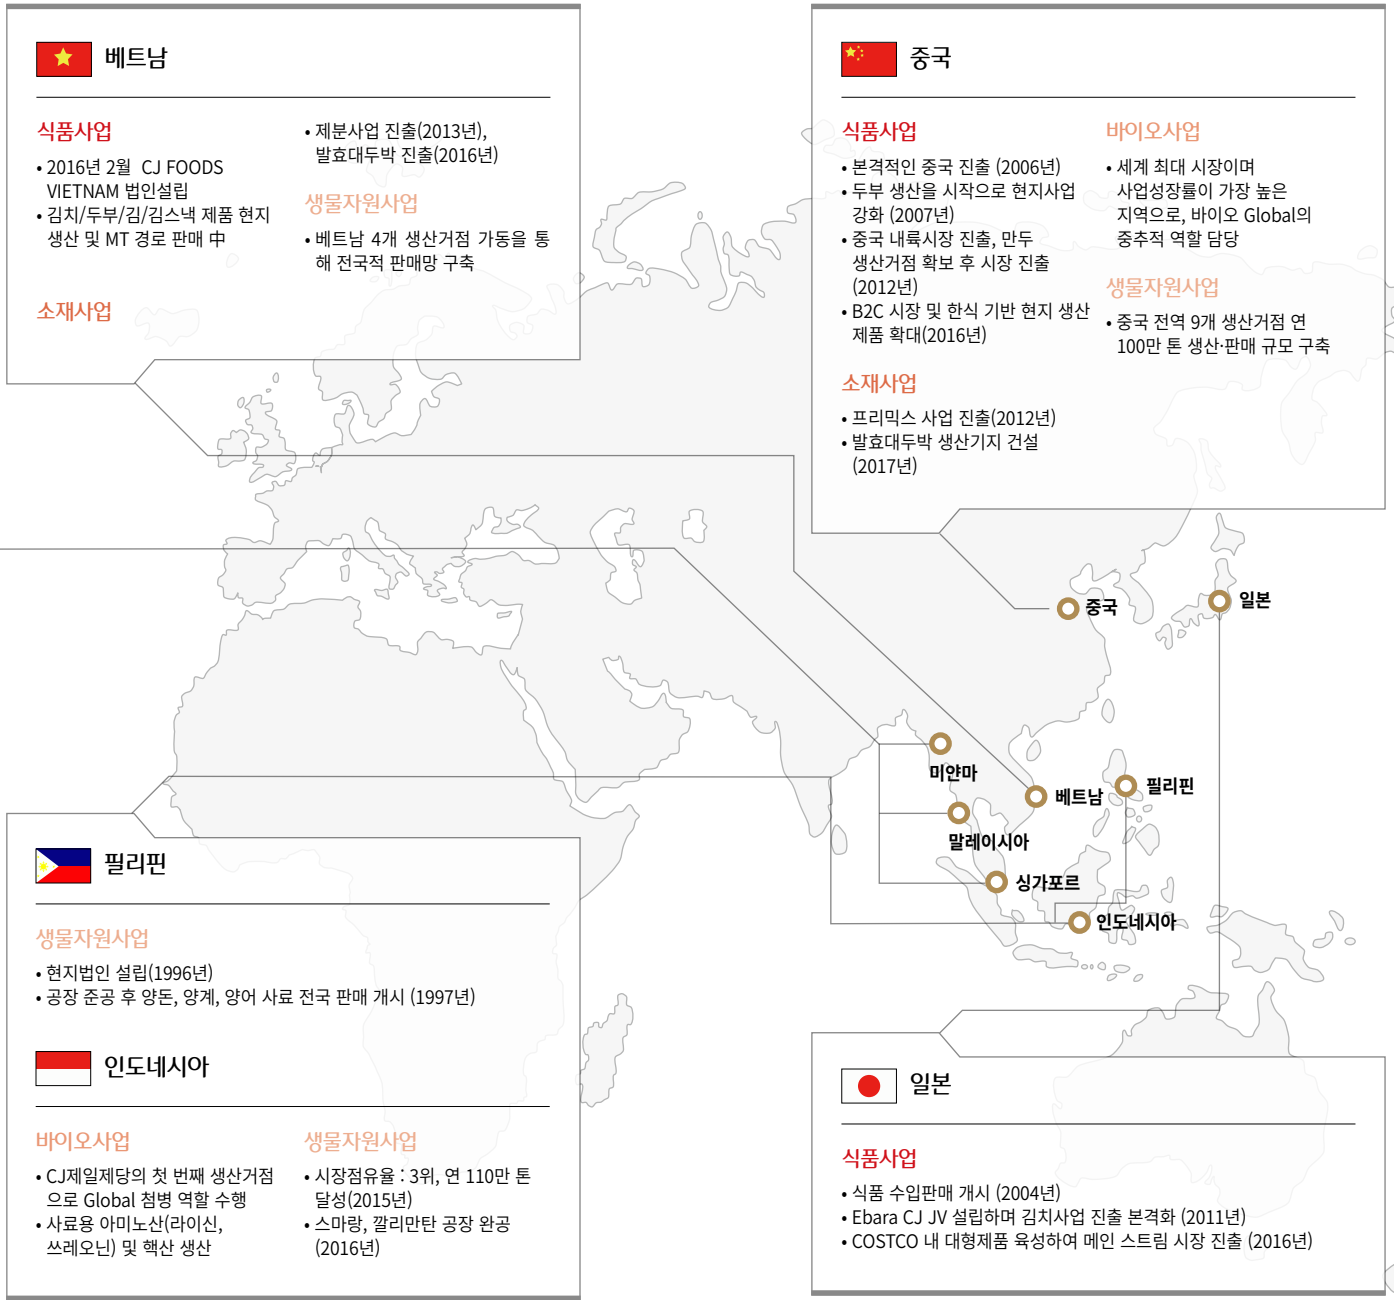 베트남
식품사업
• 2016년 2월 CJ FOODS
VIETNAM 법인설립
• 김치/두부/김/김스낵 제품 현지
생산 및 MT 경로 판매 中
소재사업
• 제분사업 진출(2013년),
발효대두박 진출(2016년)
생물자원사업
• 베트남 4개 생산거점 가동을 통
해 전국적 판매망 구축
중국
식품사업
• 본격적인 중국 진출 (2006년)
• 두부 생산을 시작으로 현지사업
강화 (2007년)
• 중국 내륙시장 진출, 만두
생산거점 확보 후 시장 진출
(2012년)
• B2C 시장 및 한식 기반 현지 생산
제품 확대(2016년)
소재사업
• 프리믹스 사업 진출(2012년)
• 발효대두박 생산기지 건설
(2017년)
바이오사업
• 세계 최대 시장이며
사업성장률이 가장 높은
지역으로, 바이오 Global의
중추적 역할 담당
생물자원사업
• 중국 전역 9개 생산거점 연
100만 톤 생산·판매 규모 구축
중국
일본
미얀마
베트남
필리핀
말레이시아
싱가포르
인도네시아
필리핀
생물자원사업
• 현지법인 설립(1996년)
• 공장 준공 후 양돈, 양계, 양어 사료 전국 판매 개시 (1997년)
인도네시아
바이오사업
• CJ제일제당의 첫 번째 생산거점
으로 Global 첨병 역할 수행
• 사료용 아미노산(라이신,
쓰레오닌) 및 핵산 생산
생물자원사업
• 시장점유율 : 3위, 연 110만 톤
달성(2015년)
• 스마랑, 깔리만탄 공장 완공
(2016년)
일본
식품사업
• 식품 수입판매 개시 (2004년)
• Ebara CJ JV 설립하며 김치사업 진출 본격화 (2011년)
• COSTCO 내 대형제품 육성하여 메인 스트림 시장 진출 (2016년)